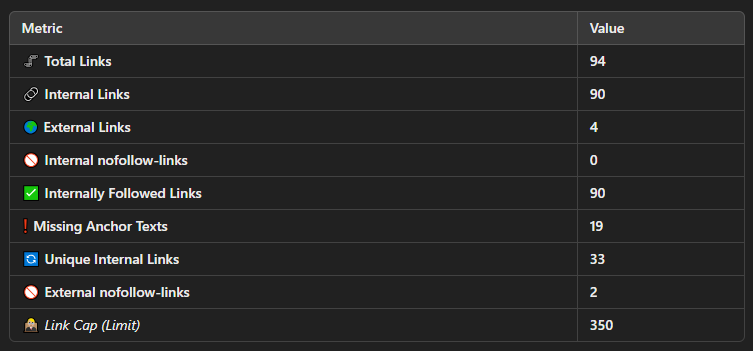 Metric Value
🖇️ Total Links 94
🔗 Internal Links 90
🌍 External Links 4
🚫 Internal nofollow-links 0
✅ Internally Followed Links 90
❗ Missing Anchor Texts 19
🔄 Unique Internal Links 33
🚫 External nofollow-links 2
Link Cap (Limit) 350